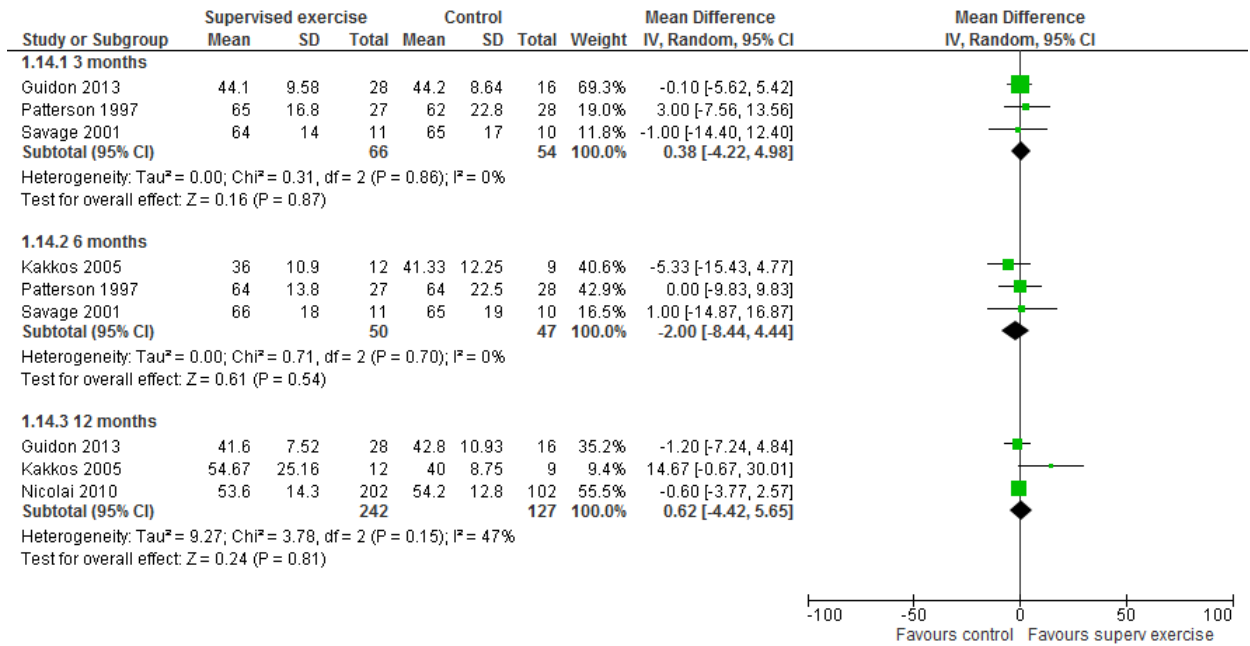 Supervised exercise Control Mean Difference Mean Difference
Study or Subgroup Mean SD Total Mean SD Total Weight IV, Random, 95% CI IV, Random, 95% CI
1.14.1 3 months
Guidon 2013 44.1 9.58 28 44.2 8.64 16 69.3% -0.10 [-5.62, 5.42]
Patterson 1997 65 16.8 27 62 22.8 28 19.0% 3.00 [-7.56, 13.56]
Savage 2001 64 14 11 65 17 10 11.8% -1.00 [-14.40, 12.40]
Subtotal (95% CI) 66 54 100.0% 0.38 [-4.22, 4.98]
Heterogeneity: Tau² = 0.00; Chi² = 0.31, df = 2 (P = 0.86); I² = 0%
Test for overall effect: Z = 0.16 (P = 0.87)
1.14.2 6 months
Kakkos 2005 36 10.9 12 41.33 12.25 9 40.6% -5.33 [-15.43, 4.77]
Patterson 1997 64 13.8 27 64 22.5 28 42.9% 0.00 [-9.83, 9.83]
Savage 2001 66 18 11 65 19 10 16.5% 1.00 [-14.87, 16.87]
Subtotal (95% CI) 50 47 100.0% -2.00 [-8.44, 4.44]
Heterogeneity: Tau² = 0.00; Chi² = 0.71, df = 2 (P = 0.70); I² = 0%
Test for overall effect: Z = 0.61 (P = 0.54)
1.14.3 12 months
Guidon 2013 41.6 7.52 28 42.8 10.93 16 35.2% -1.20 [-7.24, 4.84]
Kakkos 2005 54.67 25.16 12 40 8.75 9 9.4% 14.67 [-0.67, 30.01]
Nicolai 2010 53.6 14.3 202 54.2 12.8 102 55.5% -0.60 [-3.77, 2.57]
Subtotal (95% CI) 242 127 100.0% 0.62 [-4.42, 5.65]
Heterogeneity: Tau² = 9.27; Chi² = 3.78, df = 2 (P = 0.15); I² = 47%
Test for overall effect: Z = 0.24 (P = 0.81)
-100 -50 0 50 100
Favours control Favours superv exercise